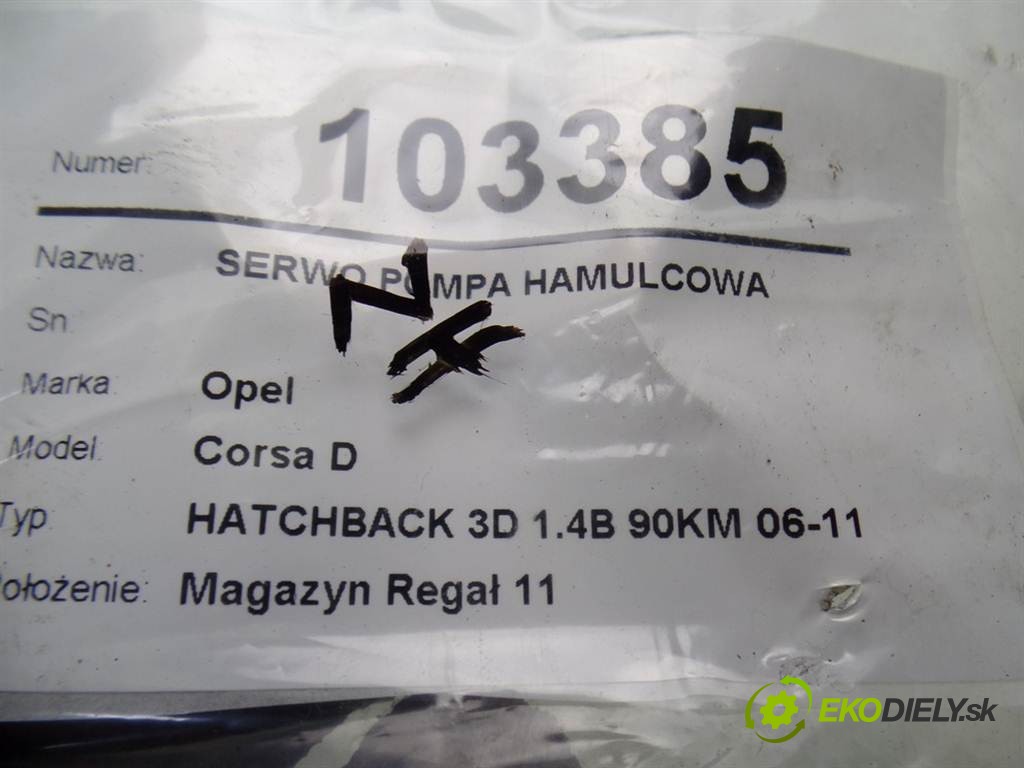 Numer: 103385
Nazwa: SERWO POMPA HAMULCOWA
Sn
Marka: Opel
Model: Corsa D
Typ HATCHBACK 3D 1.4B 90KM 06-11
Położenie: Magazyn Regał 11
EKODIELY.sk